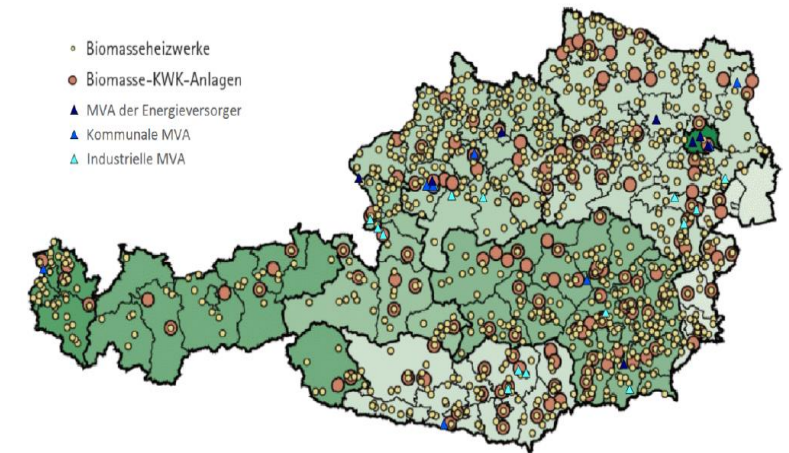 Biomasseheizwerke
Biomasse-KWK-Anlagen
MVA der Energieversorger
Kommunale MVA
Industrielle MVA